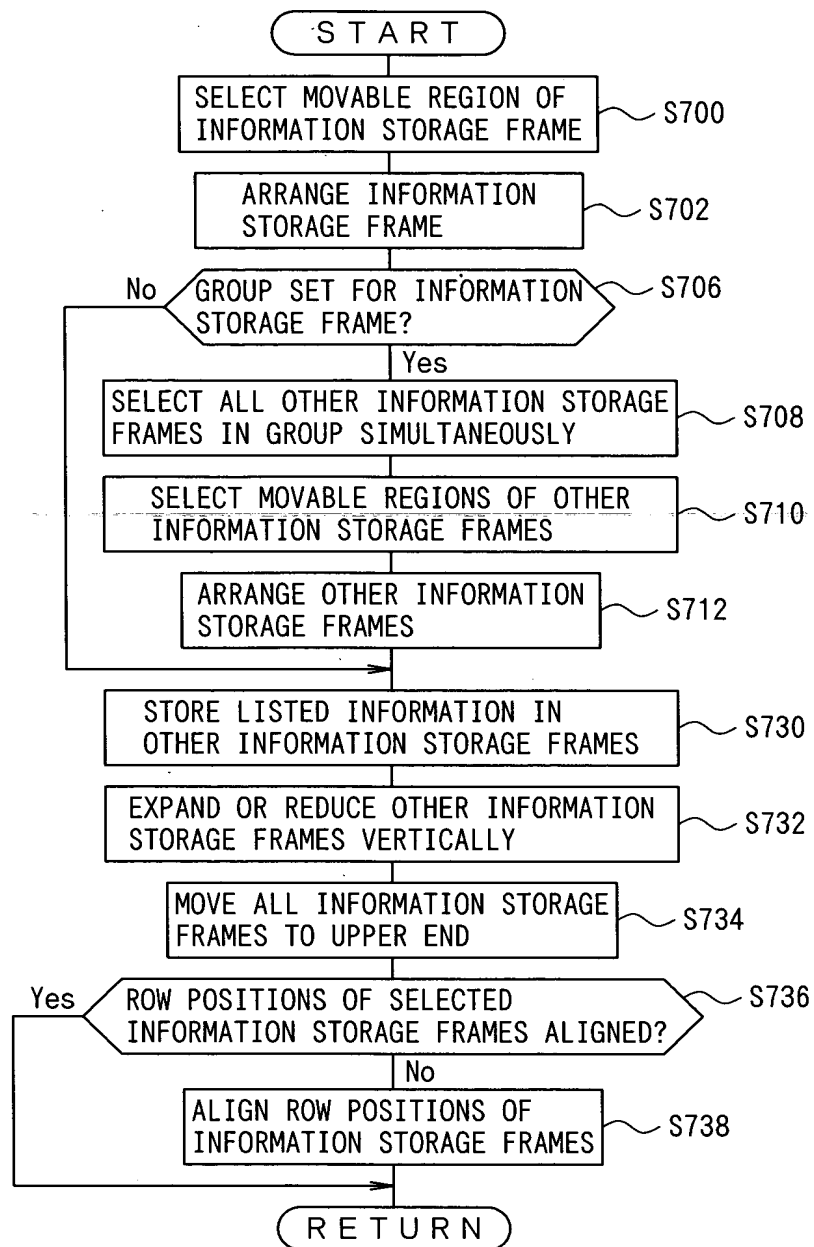 START
SELECT MOVABLE REGION OF
INFORMATION STORAGE FRAME
S700
ARRANGE INFORMATION
STORAGE FRAME
S702
No
GROUP SET FOR INFORMATION
STORAGE FRAME?
S706
Yes
SELECT ALL OTHER INFORMATION STORAGE
FRAMES IN GROUP SIMULTANEOUSLY
S708
SELECT MOVABLE REGIONS OF OTHER
INFORMATION STORAGE FRAMES
S710
ARRANGE OTHER INFORMATION
STORAGE FRAMES
S712
STORE LISTED INFORMATION IN
OTHER INFORMATION STORAGE FRAMES
S730
EXPAND OR REDUCE OTHER INFORMATION
STORAGE FRAMES VERTICALLY
S732
MOVE ALL INFORMATION STORAGE
FRAMES TO UPPER END
S734
Yes
ROW POSITIONS OF SELECTED
INFORMATION STORAGE FRAMES ALIGNED?
S736
No
ALIGN ROW POSITIONS OF
INFORMATION STORAGE FRAMES
S738
RETURN